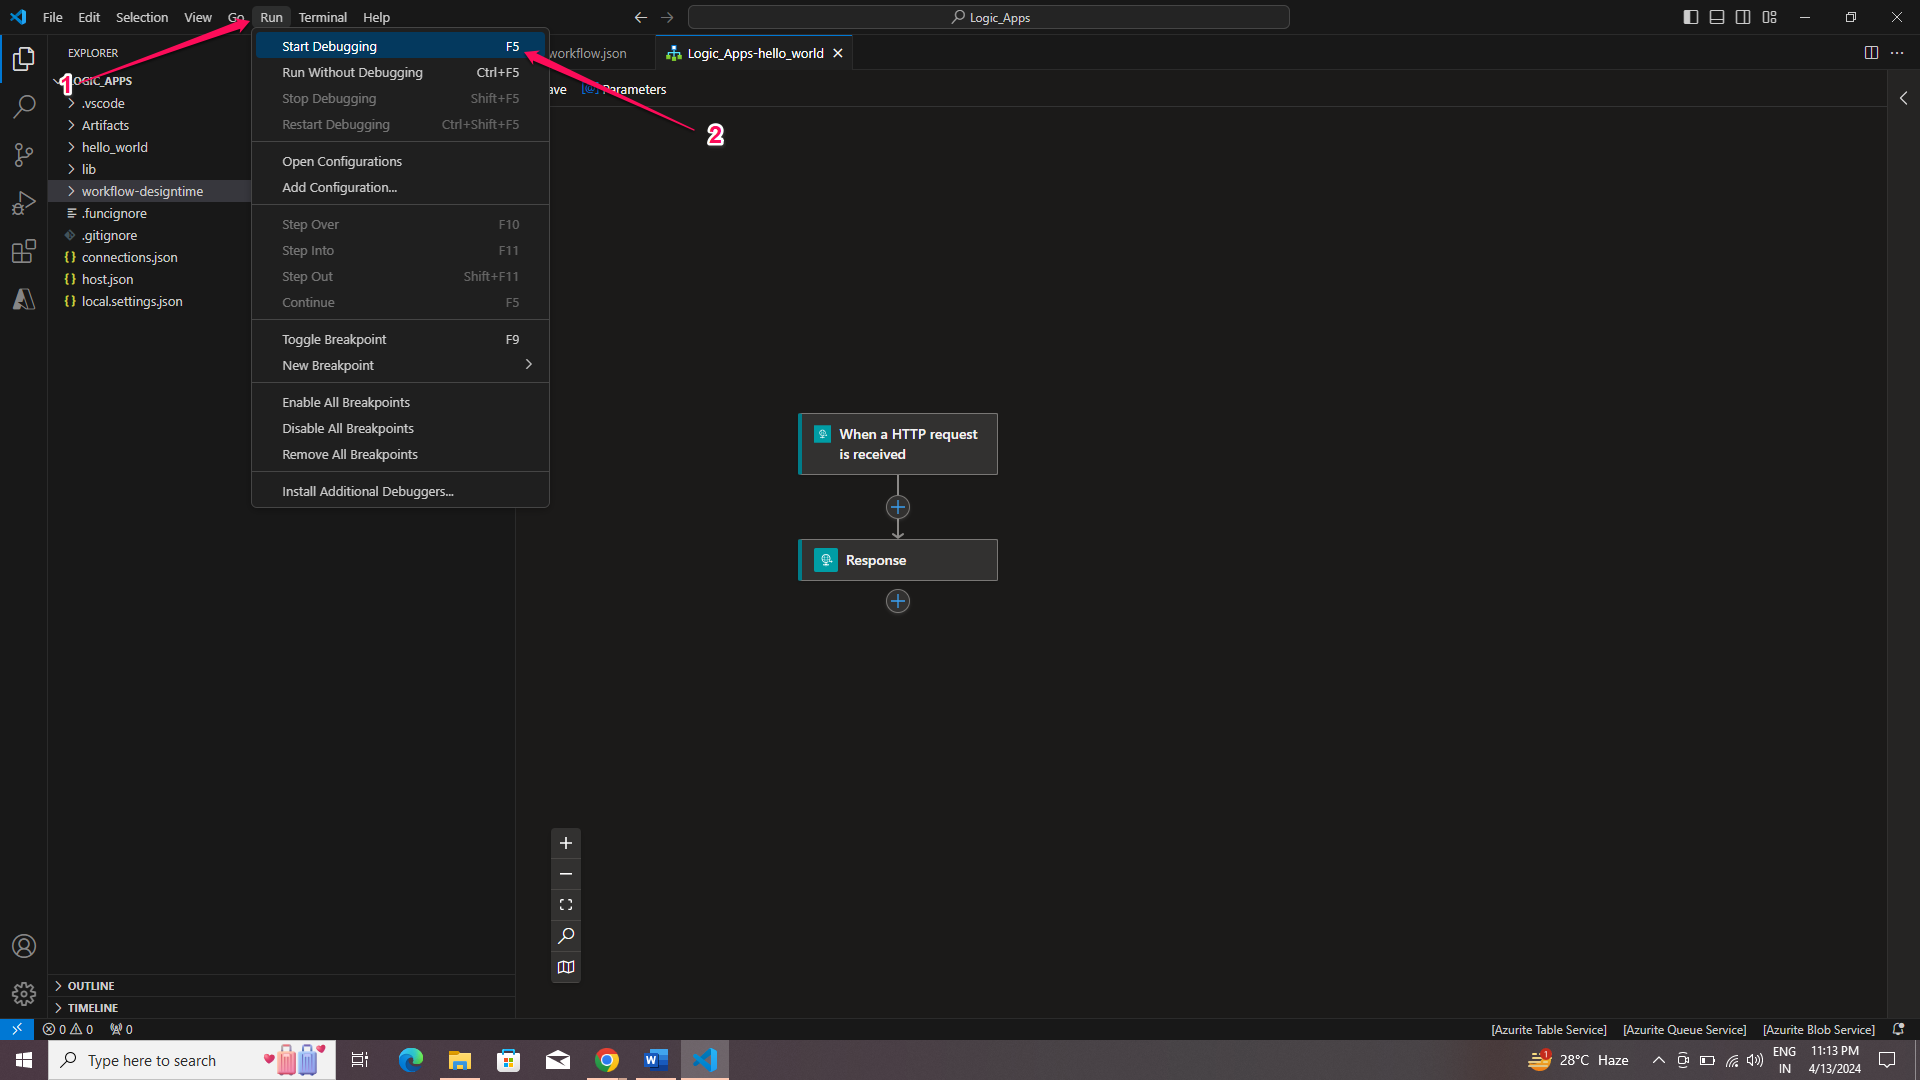 File Edit Selection View Go Run Terminal Help
Logic_Apps
EXPLORER
LOGIC_APPS
.vscode
Artifacts
hello_world
lib
workflow-designtime
.funcignore
.gitignore
connections.json
host.json
local.settings.json
OUTLINE
TIMELINE
1
2
Start Debugging F5
Run Without Debugging Ctrl+F5
Stop Debugging Shift+F5
Restart Debugging Ctrl+Shift+F5
Open Configurations
Add Configuration...
Step Over F10
Step Into F11
Step Out Shift+F11
Continue F5
Toggle Breakpoint F9
New Breakpoint
Enable All Breakpoints
Disable All Breakpoints
Remove All Breakpoints
Install Additional Debuggers...
workflow.json
Logic_Apps-hello_world
ave
Parameters
When a HTTP request
is received
Response
0 0 0
[Azurite Table Service] [Azurite Queue Service] [Azurite Blob Service]
Type here to search
1
28°C Haze
ENG
IN
11:13 PM
4/13/2024